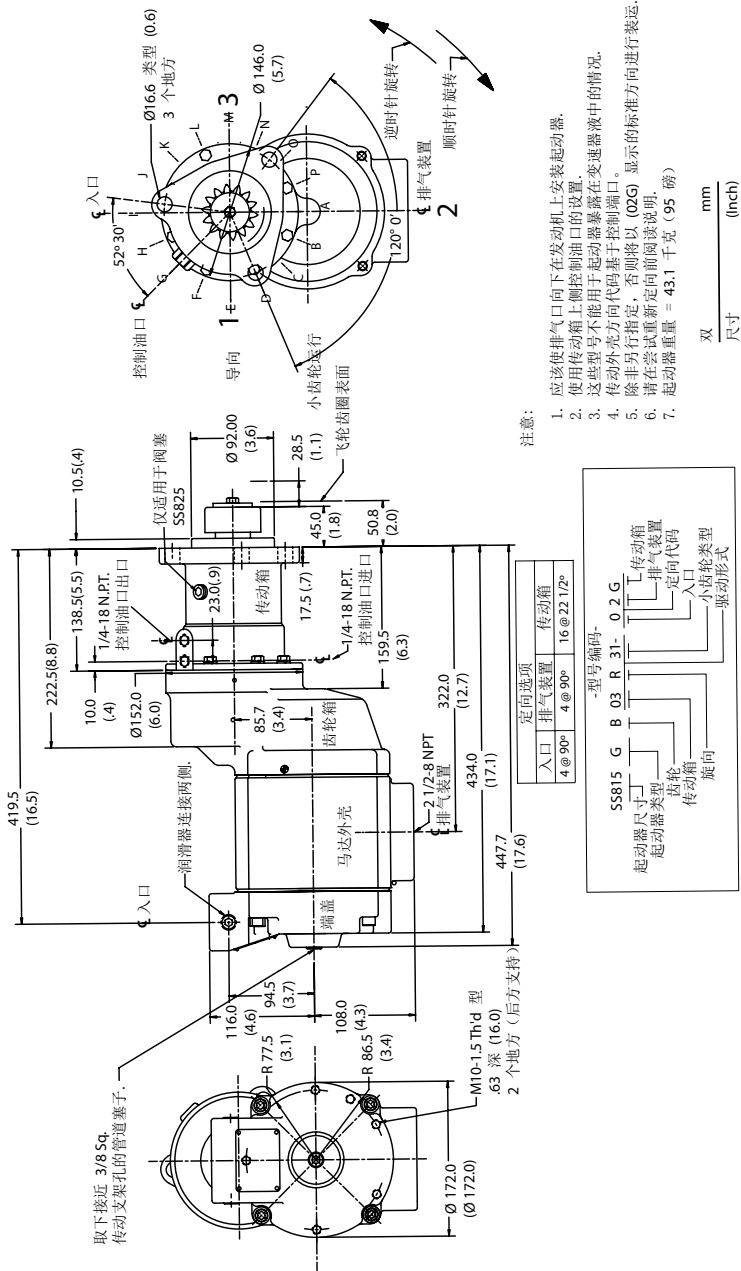 取下接近 3/8 Sq.
传动支架孔的管道塞子.
R 77.5
(3.1)
R 86.5
(3.4)
Ø 172.0
(Ø 172.0)
M10-1.5 Th'd 型
.63 深 (16.0)
2 个地方（后方支持）
419.5
(16.5)
222.5(8.8)
138.5(5.5)
10.5(.4)
10.0
(.4)
1/4-18 N.P.T.
控制油口出口
仅适用于阀塞
SS825
Ø152.0
(6.0)
23.0(.9)
Ø 92.00
(3.6)
℄ 入口
润滑器连接两侧.
85.7
(3.4)
传动箱
齿轮箱
马达外壳
端盖
116.0
(4.6)
94.5
(3.7)
108.0
(4.3)
17.5 (.7)
28.5
(1.1)
小齿轮运行
飞轮齿圈表面
45.0
(1.8)
50.8
(2.0)
1/4-18 N.P.T.
控制油口进口
159.5
(6.3)
2 1/2-8 NPT
℄ 排气装置
322.0
(12.7)
434.0
(17.1)
447.7
(17.6)
控制油口 ℄
52º 30'
℄ 入口
Ø16.6 类型 (0.6)
3 个地方
导向
1
2
3
A
B
C
D
E
F
G
H
I
J
K
L
M
N
O
P
Ø 146.0
(5.7)
120º 0'
℄ 排气装置
逆时针旋转
顺时针旋转
定向选项
入口 排气装置 传动箱
4 @ 90º 4 @ 90º 16 @ 22 1/2º
-型号编码-
SS815 G B 03 R 31- 0 2 G
起动器尺寸
起动器类型
齿轮
传动箱
旋向
传动箱
排气装置
定向代码
入口
小齿轮类型
驱动形式
注意:
1. 应该使排气口向下在发动机上安装起动器.
2. 使用传动箱上侧控制油口的设置.
3. 这些型号不能用于起动器暴露在变速器液中的情况.
4. 传动外壳方向代码基于控制端口。
5. 除非另行指定，否则将以 (02G) 显示的标准方向进行装运.
6. 请在尝试重新定向前阅读说明.
7. 起动器重量 = 43.1 千克（95 磅）
双 mm
尺寸 (Inch)